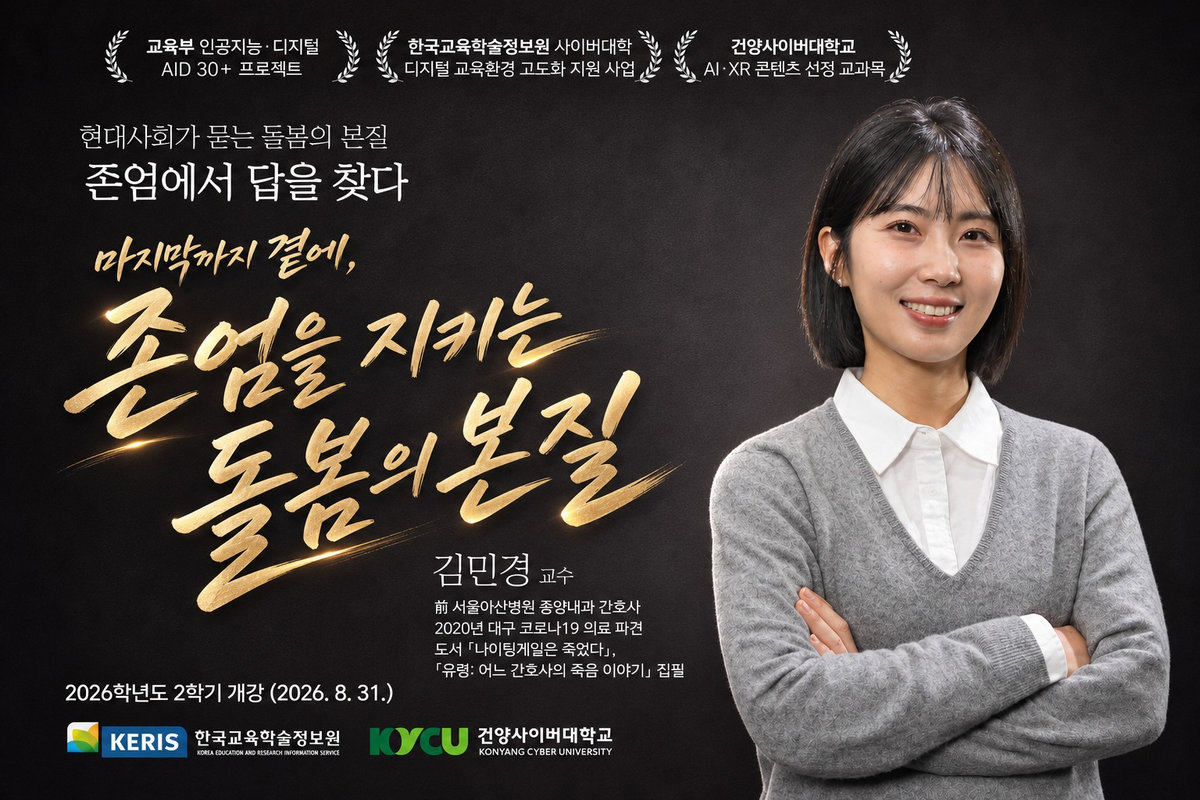 교육부 인공지능·디지털
AID 30+ 프로젝트
한국교육학술정보원 사이버대학
디지털 교육환경 고도화 지원 사업
건양사이버대학교
AI·XR 콘텐츠 선정 교과목
현대사회가 묻는 돌봄의 본질
존엄에서 답을 찾다
마지막까지 곁에,
존엄을 지키는
돌봄의 본질
김민경 교수
前 서울아산병원 종양내과 간호사
2020년 대구 코로나19 의료 파견
도서 「나이팅게일은 죽었다」,
「유령: 어느 간호사의 죽음 이야기」 집필
2026학년도 2학기 개강 (2026. 8. 31.)
KERIS 한국교육학술정보원
KOREA EDUCATION AND RESEARCH INFORMATION SERVICE
KYCU 건양사이버대학교
KONYANG CYBER UNIVERSITY